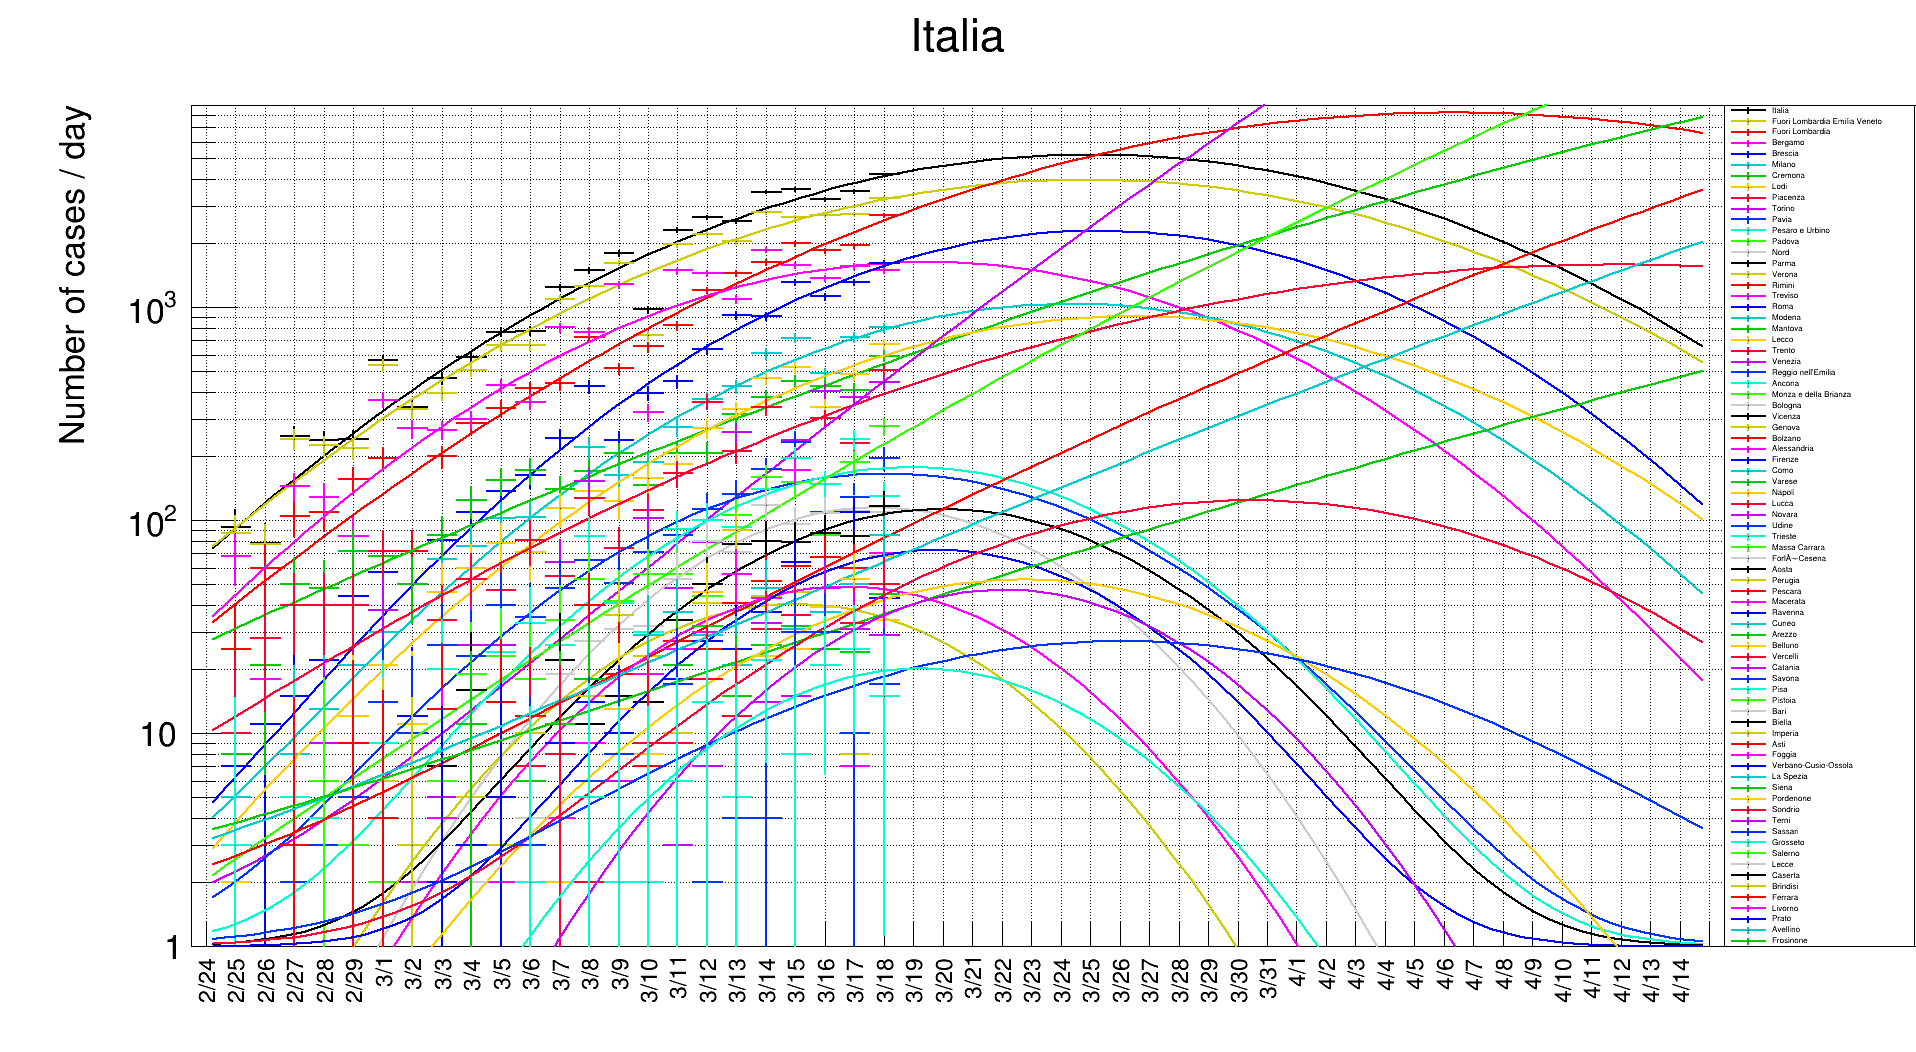 Italia
Number of cases / day
10³
10²
10
1
2/24
2/25
2/26
2/27
2/28
2/29
3/1
3/2
3/3
3/4
3/5
3/6
3/7
3/8
3/9
3/10
3/11
3/12
3/13
3/14
3/15
3/16
3/17
3/18
3/19
3/20
3/21
3/22
3/23
3/24
3/25
3/26
3/27
3/28
3/29
3/30
3/31
4/1
4/2
4/3
4/4
4/5
4/6
4/7
4/8
4/9
4/10
4/11
4/12
4/13
4/14
Italia
Fuori Lombardia Emilia Veneto
Fuori Lombardia
Bergamo
Brescia
Milano
Cremona
Lodi
Piacenza
Torino
Pavia
Pesaro e Urbino
Padova
Nord
Parma
Verona
Rimini
Treviso
Roma
Modena
Mantova
Lecco
Trento
Venezia
Reggio nell'Emilia
Ancona
Monza e della Brianza
Bologna
Vicenza
Genova
Bolzano
Alessandria
Firenze
Como
Varese
Napoli
Lucca
Novara
Udine
Trieste
Massa Carrara
Aosta
Perugia
Pescara
Macerata
Ravenna
Cuneo
Arezzo
Belluno
Vercelli
Catania
Savona
Pisa
Pistoia
Bari
Biella
Imperia
Asti
Foggia
Verbano-Cusio-Ossola
La Spezia
Siena
Pordenone
Sondrio
Terni
Sassari
Grosseto
Salerno
Lecce
Caserta
Brindisi
Ferrara
Livorno
Prato
Avellino
Frosinone